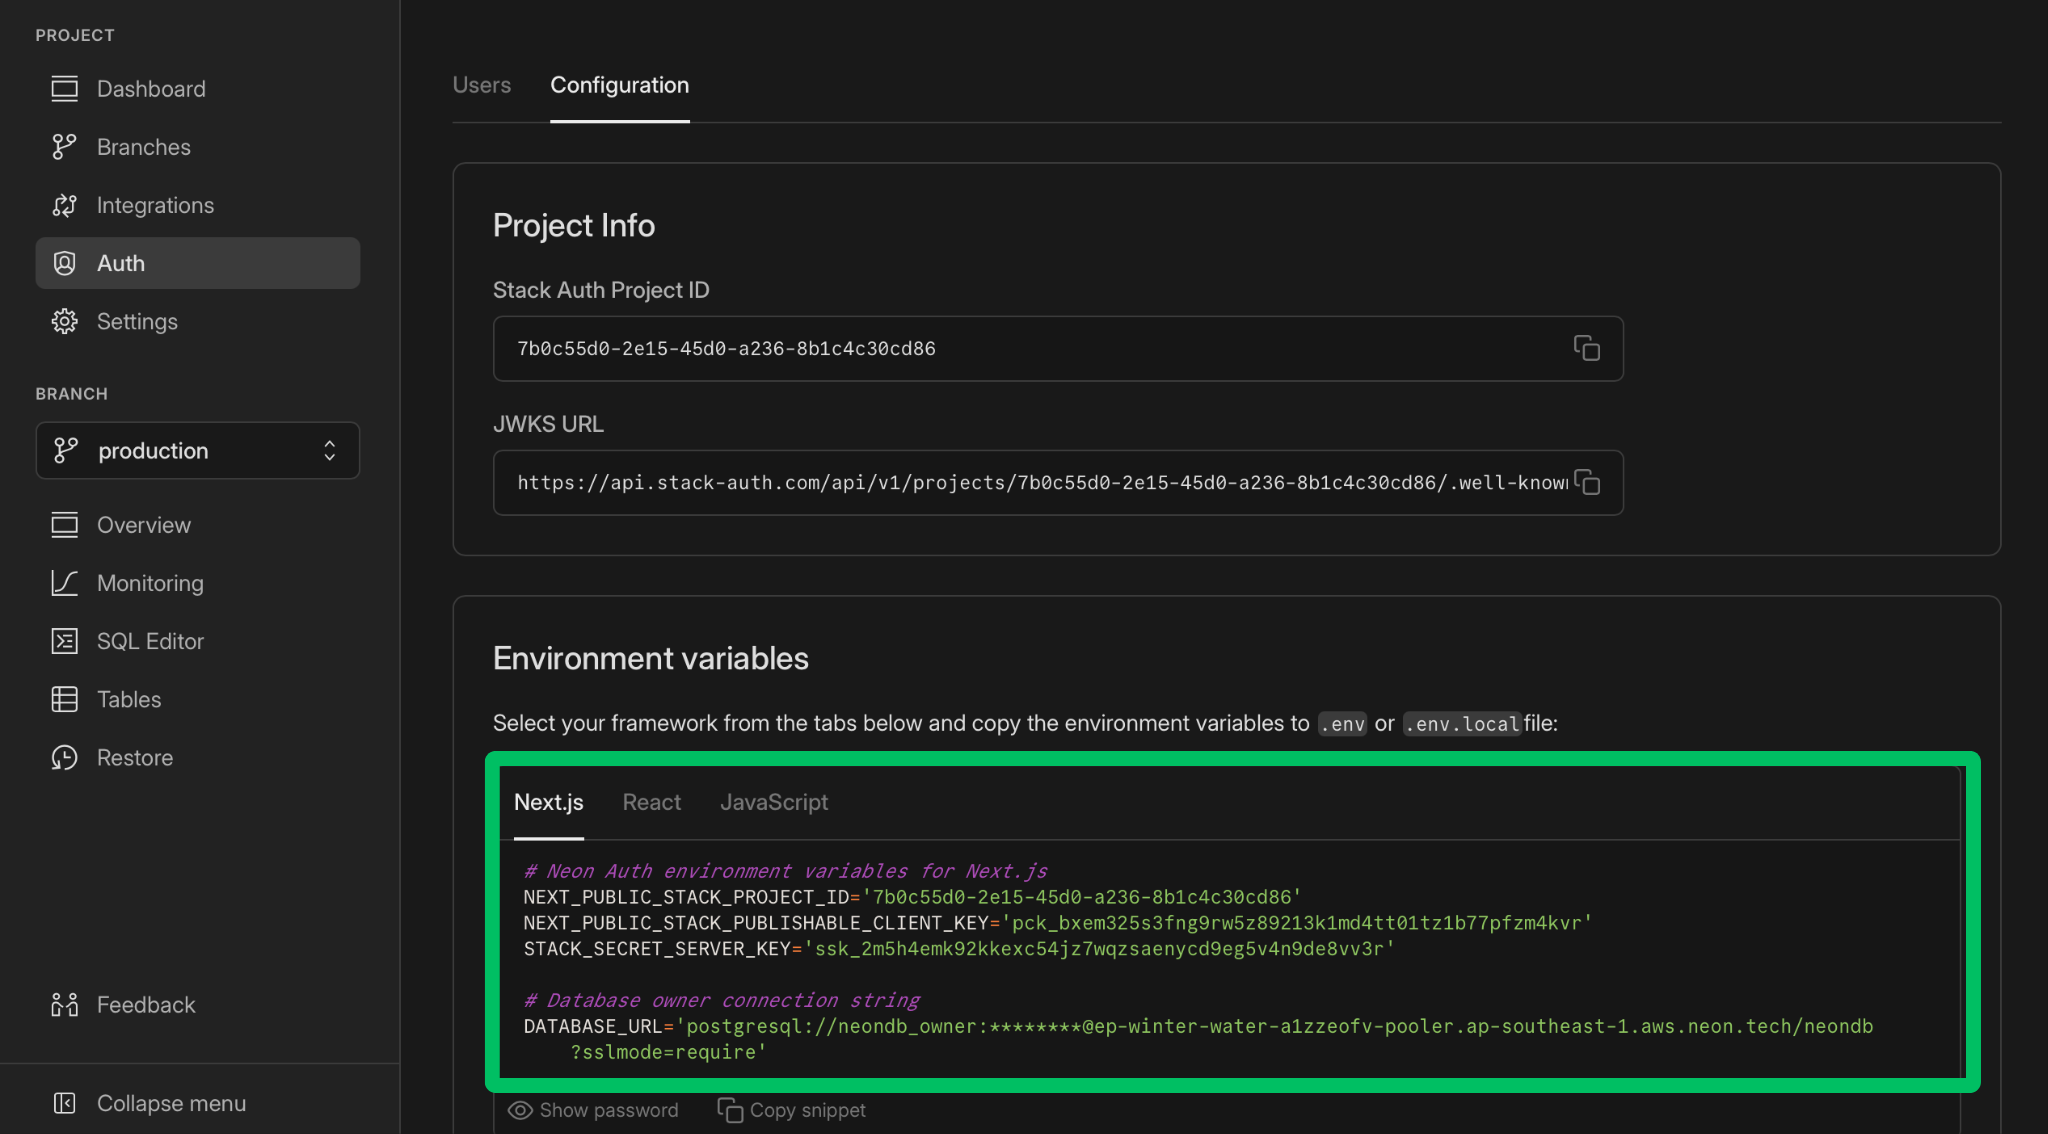 PROJECT
Dashboard
Branches
Integrations
Auth
Settings
BRANCH
production
Overview
Monitoring
SQL Editor
Tables
Restore
Feedback
Collapse menu
Users Configuration
Project Info
Stack Auth Project ID
7b0c55d0-2e15-45d0-a236-8b1c4c30cd86
JWKS URL
https://api.stack-auth.com/api/v1/projects/7b0c55d0-2e15-45d0-a236-8b1c4c30cd86/.well-known
Environment variables
Select your framework from the tabs below and copy the environment variables to .env or .env.local file:
Next.js React JavaScript
# Neon Auth environment variables for Next.js
NEXT_PUBLIC_STACK_PROJECT_ID='7b0c55d0-2e15-45d0-a236-8b1c4c30cd86'
NEXT_PUBLIC_STACK_PUBLISHABLE_CLIENT_KEY='pck_bxem325s3fng9rw5z89213k1md4tt01tz1b77pfzm4kvr'
STACK_SECRET_SERVER_KEY='ssk_2m5h4emk92kkexc54jz7wqzsaenycd9eg5v4n9de8vv3r'
# Database owner connection string
DATABASE_URL='postgresql://neondb_owner:********@ep-winter-water-a1zzeofv-pooler.ap-southeast-1.aws.neon.tech/neondb
?sslmode=require'
Show password Copy snippet